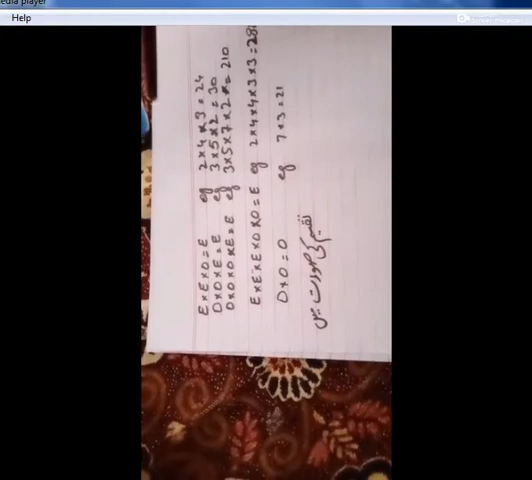 media player
Help
E x E x O = E eg 2 x 4 x 3 = 24
O x O x E = E eg 3 x 5 x 2 = 30
O x O x O x E = E eg 3 x 5 x 7 x 2 = 210
E x E x E x O x O = E eg 2 x 4 x 4 x 3 x 3 = 28
O x O = O eg 7 x 3 = 21
تقسیم کی صورت میں